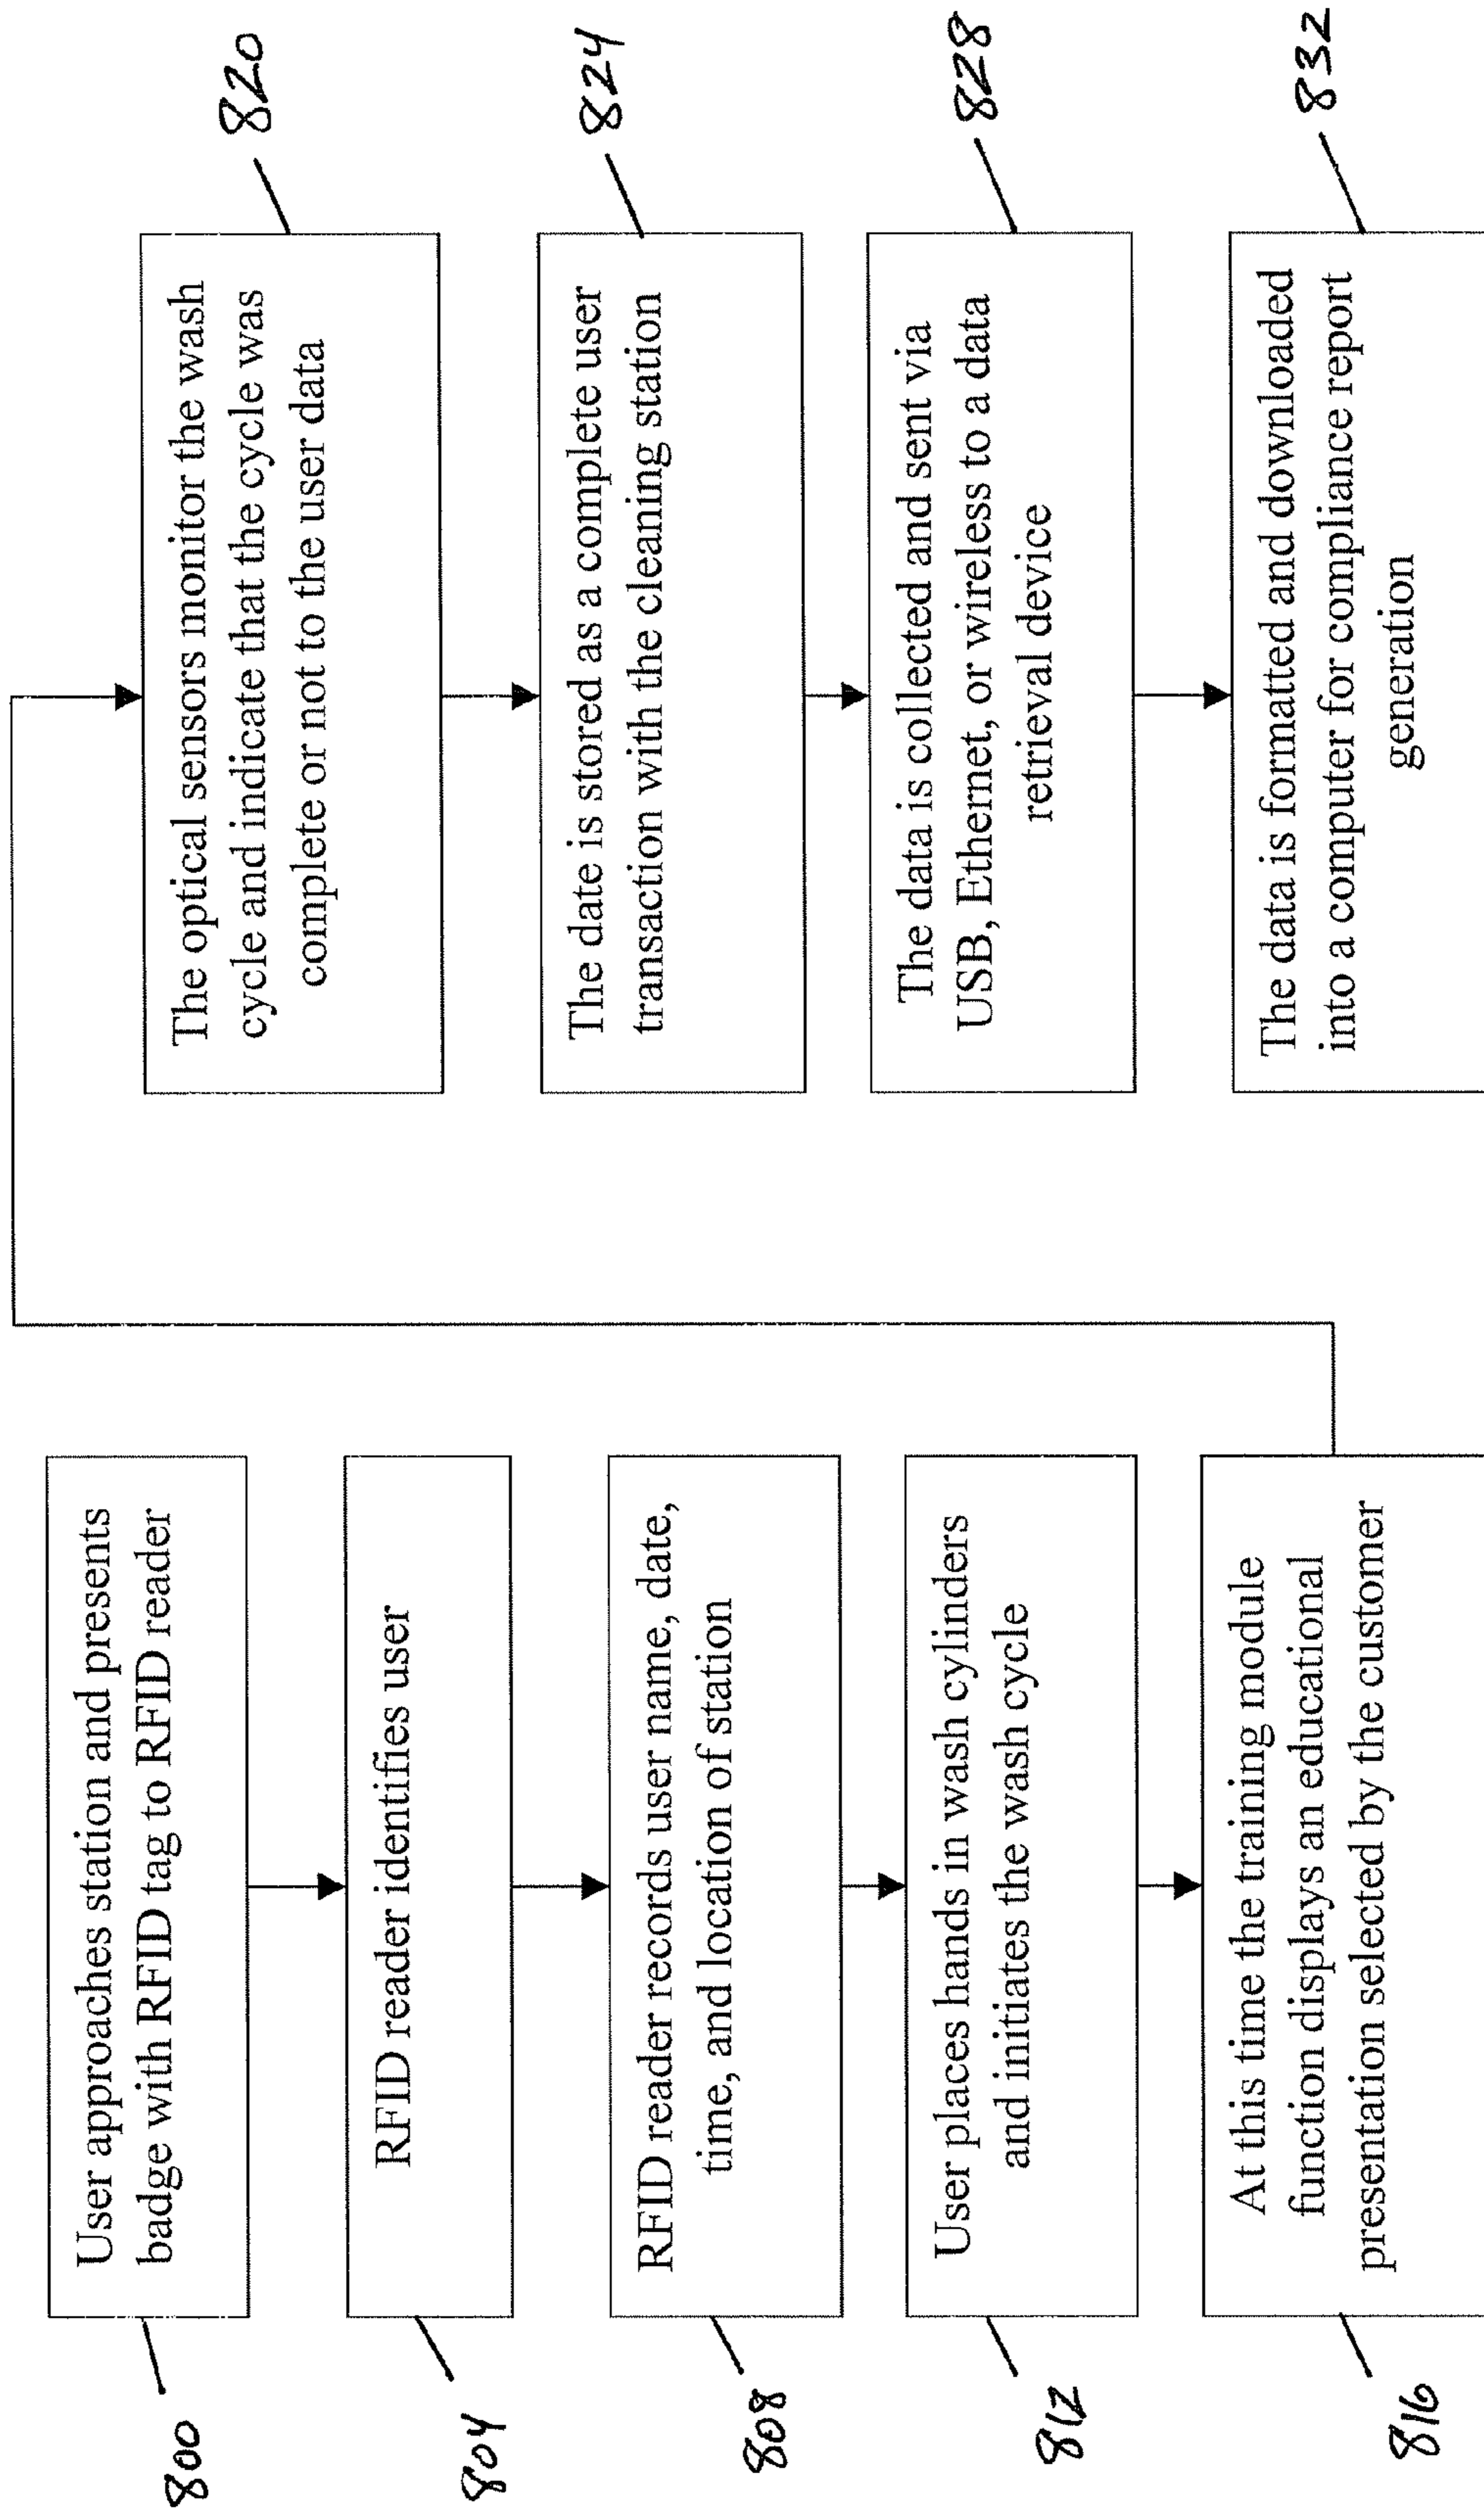 800
User approaches station and presents
badge with RFID tag to RFID reader
804
RFID reader identifies user
808
RFID reader records user name, date,
time, and location of station
812
User places hands in wash cylinders
and initiates the wash cycle
816
At this time the training module
function displays an educational
presentation selected by the customer
820
The optical sensors monitor the wash
cycle and indicate that the cycle was
complete or not to the user data
824
The date is stored as a complete user
transaction with the cleaning station
828
The data is collected and sent via
USB, Ethernet, or wireless to a data
retrieval device
832
The data is formatted and downloaded
into a computer for compliance report
generation